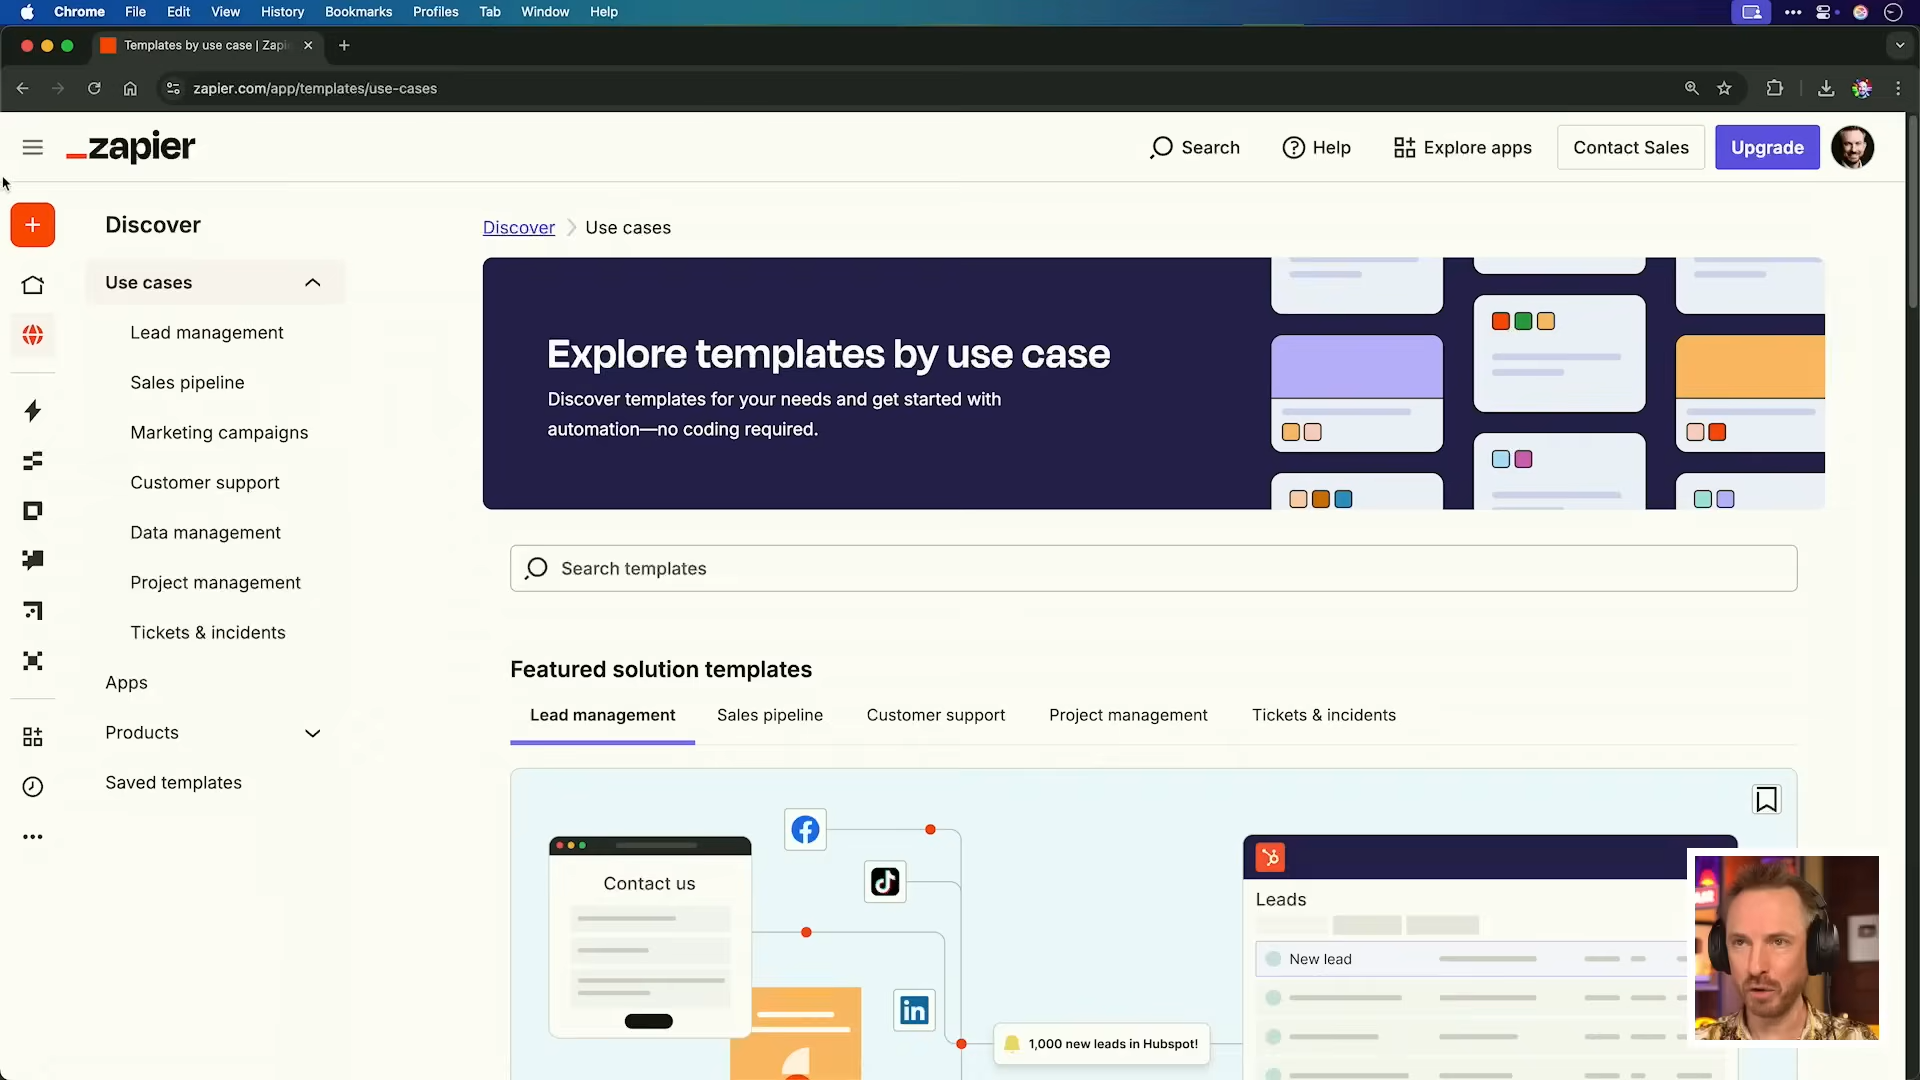 Chrome File Edit View History Bookmarks Profiles Tab Window Help
Templates by use case | Zapi
zapier.com/app/templates/use-cases
zapier
Search
Help
Explore apps
Contact Sales
Upgrade
Discover
Use cases
Lead management
Sales pipeline
Marketing campaigns
Customer support
Data management
Project management
Tickets & incidents
Apps
Products
Saved templates
Discover
Use cases
Explore templates by use case
Discover templates for your needs and get started with
automation—no coding required.
Search templates
Featured solution templates
Lead management
Sales pipeline
Customer support
Project management
Tickets & incidents
Contact us
1,000 new leads in Hubspot!
Leads
New lead